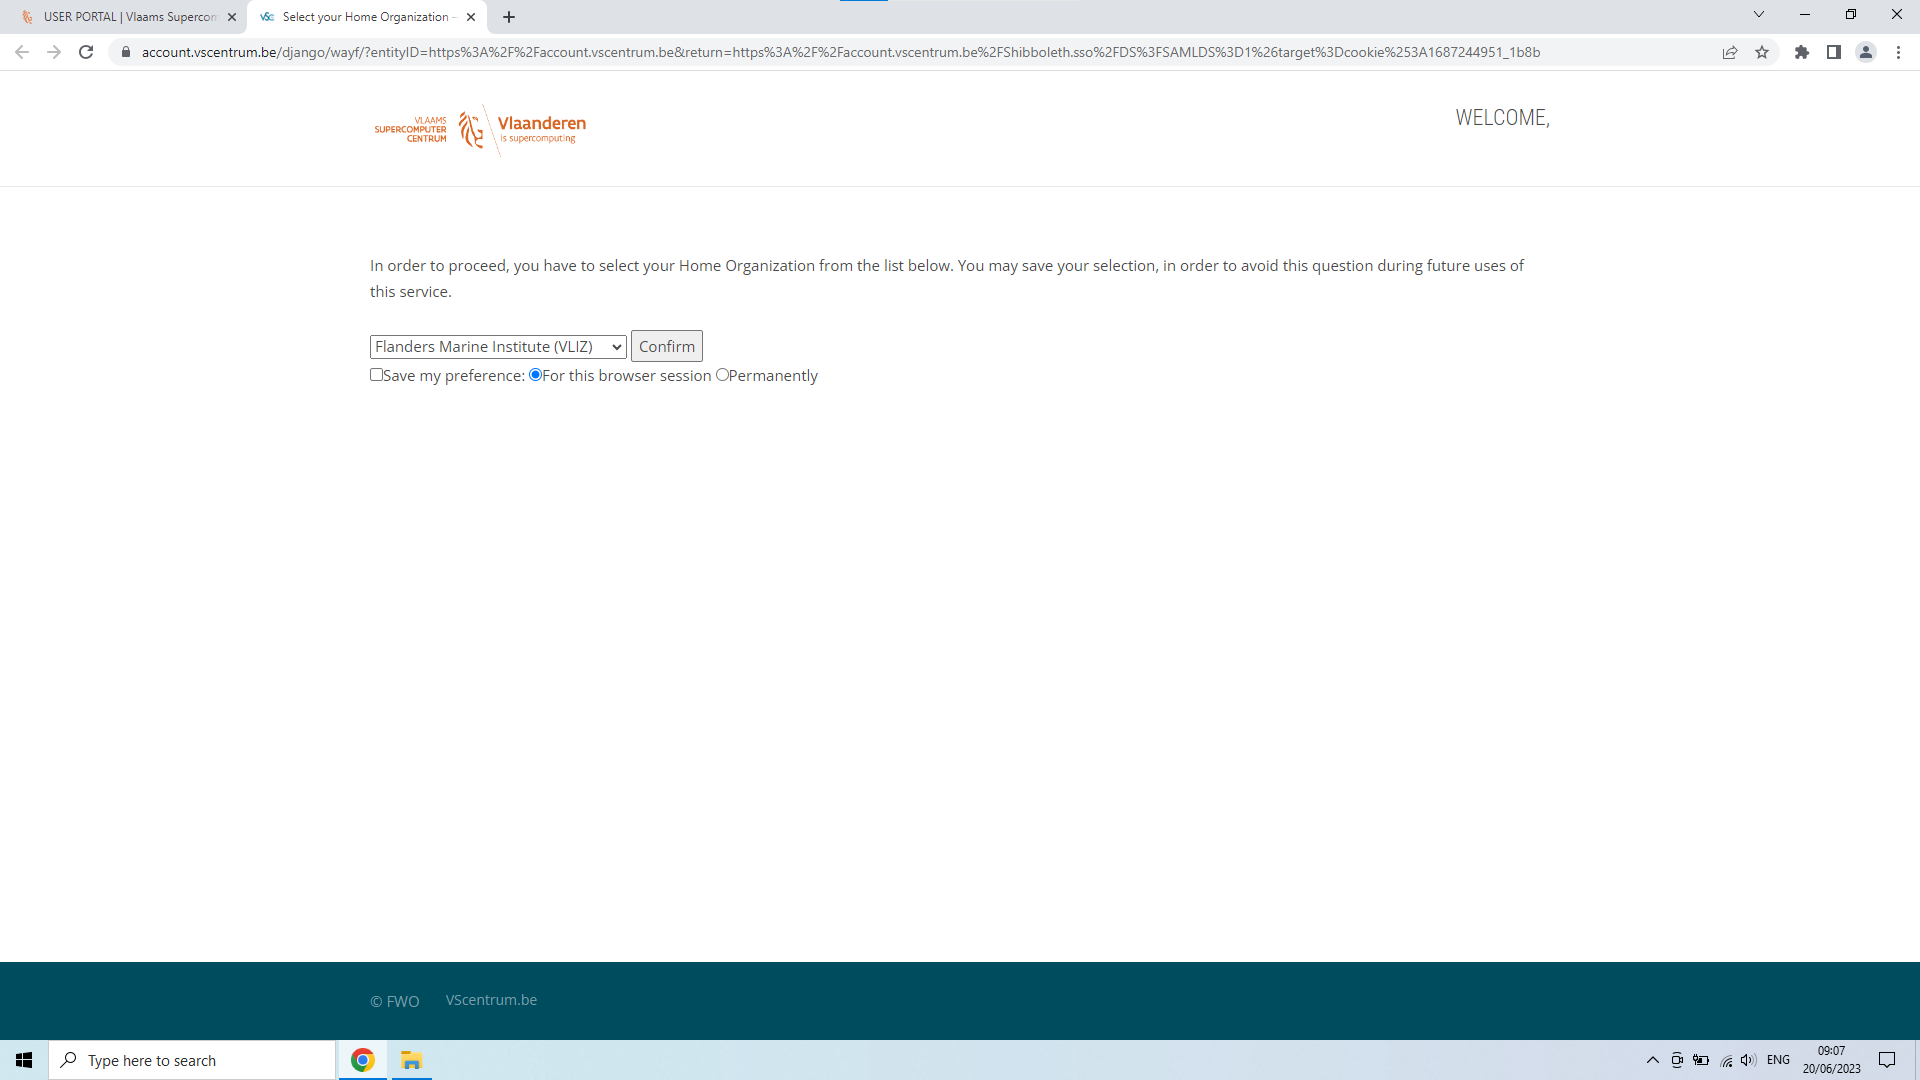 USER PORTAL | Vlaams Supercom
Select your Home Organization -
account.vscentrum.be/django/wayf/?entityID=https%3A%2F%2Faccount.vscentrum.be&return=https%3A%2F%2Faccount.vscentrum.be%2FShibboleth.sso%2FDS%3FSAMLDS%3D1%26target%3Dcookie%253A1687244951_1b8b
VLAAMS
SUPERCOMPUTER
CENTRUM
Vlaanderen
is supercomputing
WELCOME,
In order to proceed, you have to select your Home Organization from the list below. You may save your selection, in order to avoid this question during future uses of
this service.
Flanders Marine Institute (VLIZ) Confirm
Save my preference: For this browser session Permanently
© FWO VScentrum.be
Type here to search
ENG
09:07
20/06/2023